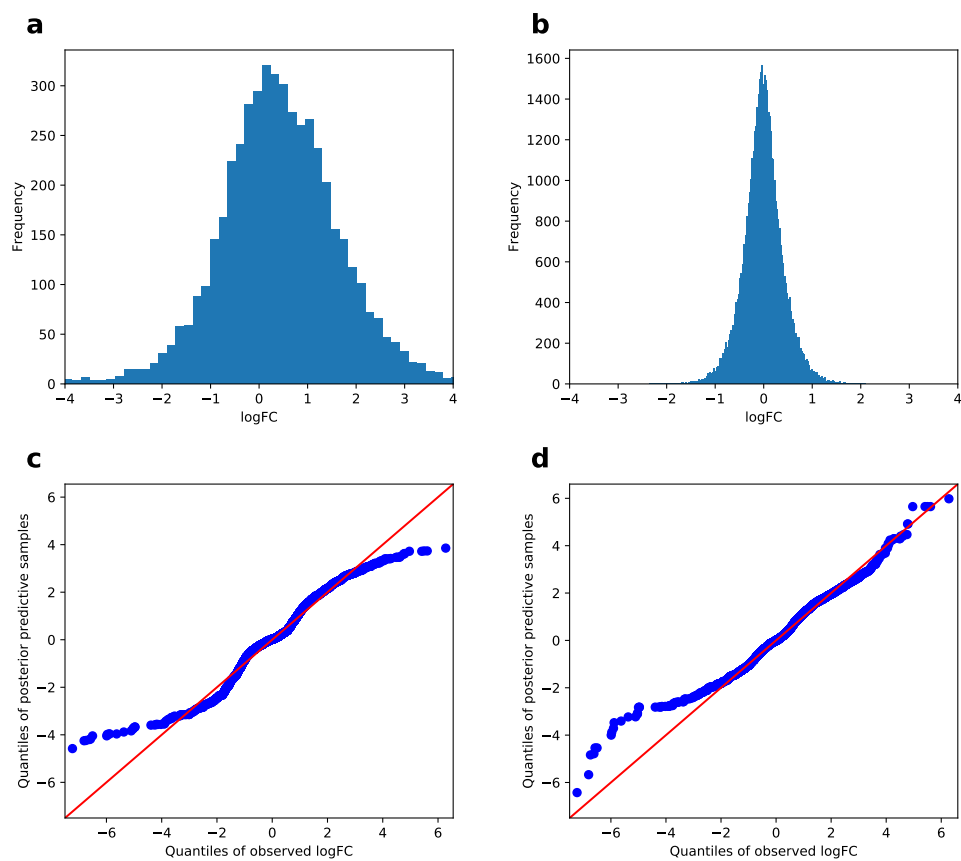 a
300
250
200
150
100
50
0
Frequency
−4 −3 −2 −1 0 1 2 3 4
logFC
b
1600
1400
1200
1000
800
600
400
200
0
Frequency
−4 −3 −2 −1 0 1 2 3 4
logFC
c
6
4
2
0
−2
−4
−6
Quantiles of posterior predictive samples
−6 −4 −2 0 2 4 6
Quantiles of observed logFC
d
6
4
2
0
−2
−4
−6
Quantiles of posterior predictive samples
−6 −4 −2 0 2 4 6
Quantiles of observed logFC